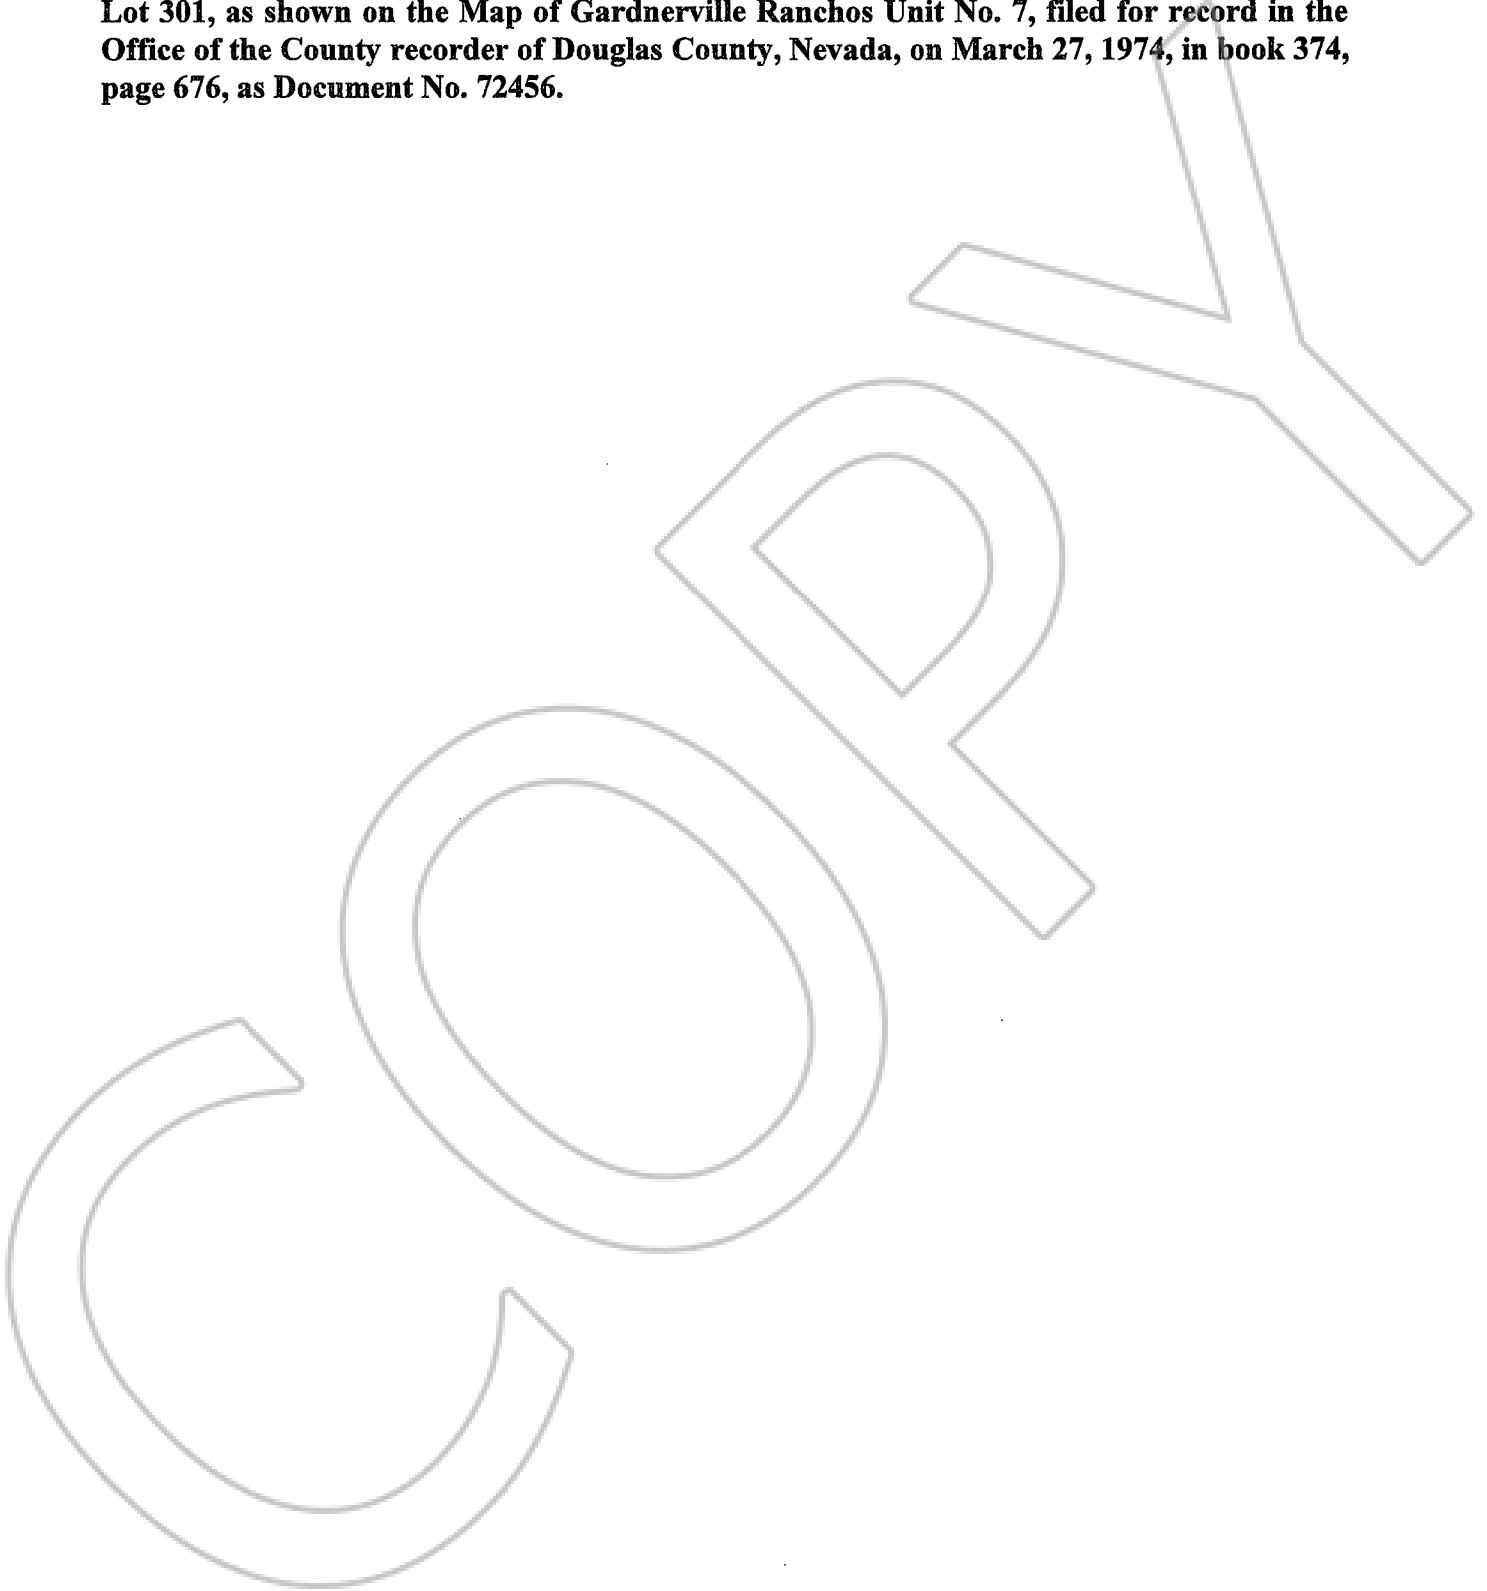 Lot 301, as shown on the Map of Gardnerville Ranchos Unit No. 7, filed for record in the
Office of the County recorder of Douglas County, Nevada, on March 27, 1974, in book 374,
page 676, as Document No. 72456.
COPY